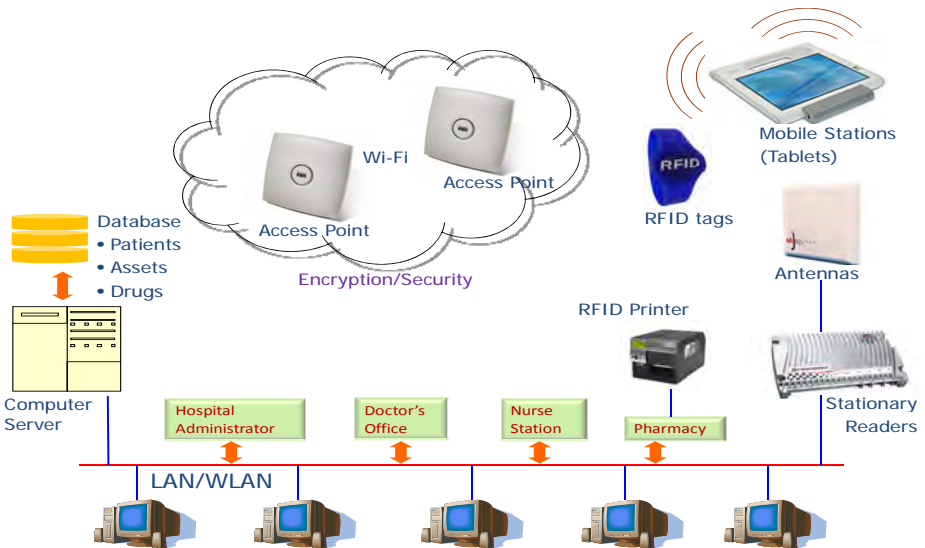 Wi-Fi
Access Point
Access Point
Encryption/Security
Mobile Stations
(Tablets)
RFID
RFID tags
Antennas
Database
• Patients
• Assets
• Drugs
RFID Printer
Computer
Server
Hospital
Administrator
Doctor's
Office
Nurse
Station
Pharmacy
Stationary
Readers
LAN/WLAN